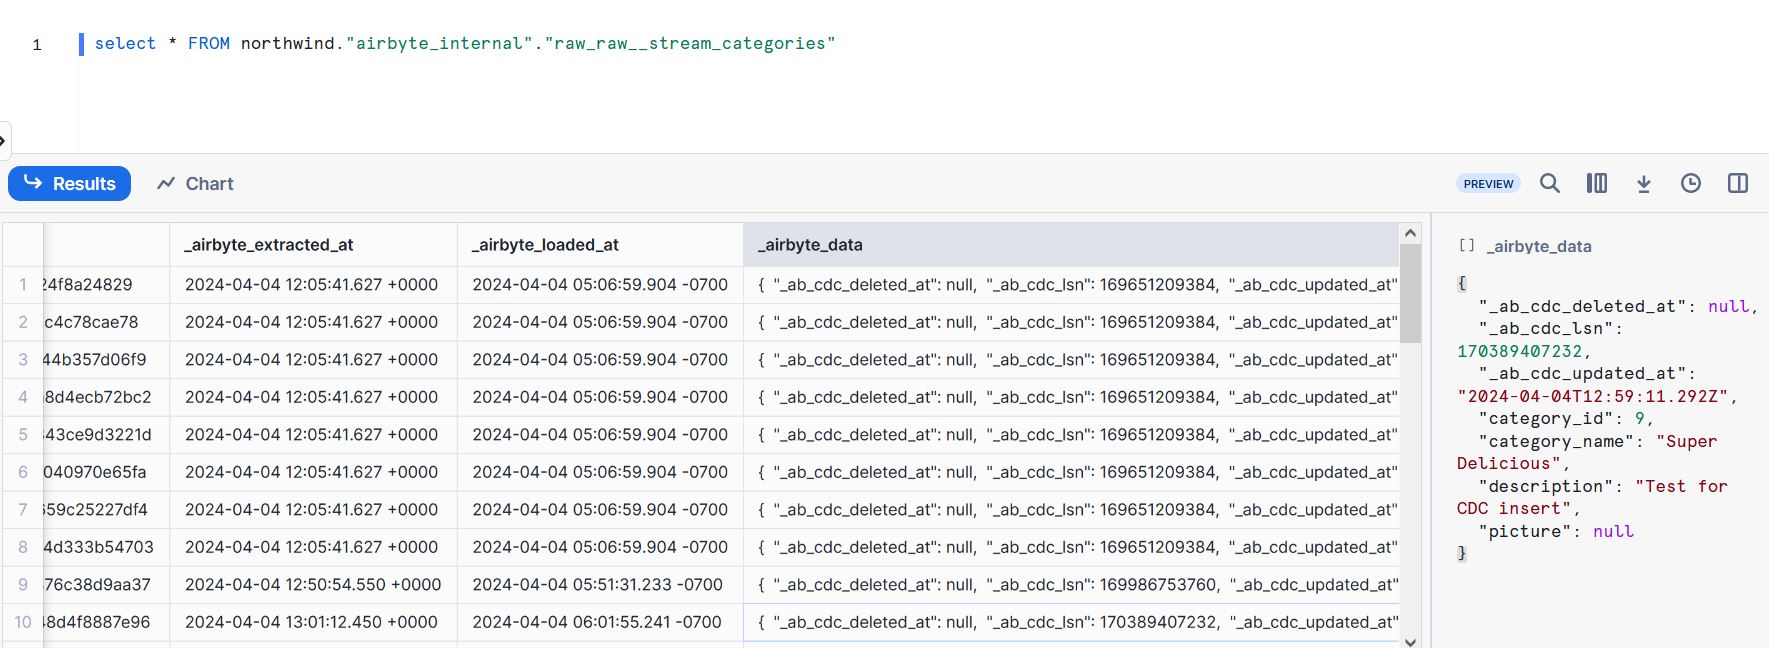 1 select * FROM northwind."airbyte_internal"."raw_raw__stream_categories"
Results Chart PREVIEW
_airbyte_extracted_at _airbyte_loaded_at _airbyte_data
1 24f8a24829 2024-04-04 12:05:41.627 +0000 2024-04-04 05:06:59.904 -0700 { "_ab_cdc_deleted_at": null, "_ab_cdc_lsn": 169651209384, "_ab_cdc_updated_at"
2 c4c78cae78 2024-04-04 12:05:41.627 +0000 2024-04-04 05:06:59.904 -0700 { "_ab_cdc_deleted_at": null, "_ab_cdc_lsn": 169651209384, "_ab_cdc_updated_at"
3 44b357d06f9 2024-04-04 12:05:41.627 +0000 2024-04-04 05:06:59.904 -0700 { "_ab_cdc_deleted_at": null, "_ab_cdc_lsn": 169651209384, "_ab_cdc_updated_at"
4 8d4ecb72bc2 2024-04-04 12:05:41.627 +0000 2024-04-04 05:06:59.904 -0700 { "_ab_cdc_deleted_at": null, "_ab_cdc_lsn": 169651209384, "_ab_cdc_updated_at"
5 43ce9d3221d 2024-04-04 12:05:41.627 +0000 2024-04-04 05:06:59.904 -0700 { "_ab_cdc_deleted_at": null, "_ab_cdc_lsn": 169651209384, "_ab_cdc_updated_at"
6 040970e65fa 2024-04-04 12:05:41.627 +0000 2024-04-04 05:06:59.904 -0700 { "_ab_cdc_deleted_at": null, "_ab_cdc_lsn": 169651209384, "_ab_cdc_updated_at"
7 59c25227df4 2024-04-04 12:05:41.627 +0000 2024-04-04 05:06:59.904 -0700 { "_ab_cdc_deleted_at": null, "_ab_cdc_lsn": 169651209384, "_ab_cdc_updated_at"
8 4d333b54703 2024-04-04 12:05:41.627 +0000 2024-04-04 05:06:59.904 -0700 { "_ab_cdc_deleted_at": null, "_ab_cdc_lsn": 169651209384, "_ab_cdc_updated_at"
9 76c38d9aa37 2024-04-04 12:50:54.550 +0000 2024-04-04 05:51:31.233 -0700 { "_ab_cdc_deleted_at": null, "_ab_cdc_lsn": 169986753760, "_ab_cdc_updated_at"
10 8d4f8887e96 2024-04-04 13:01:12.450 +0000 2024-04-04 06:01:55.241 -0700 { "_ab_cdc_deleted_at": null, "_ab_cdc_lsn": 170389407232, "_ab_cdc_updated_at"
[] _airbyte_data
{
"_ab_cdc_deleted_at": null,
"_ab_cdc_lsn":
170389407232,
"_ab_cdc_updated_at":
"2024-04-04T12:59:11.292Z",
"category_id": 9,
"category_name": "Super
Delicious",
"description": "Test for
CDC insert",
"picture": null
}